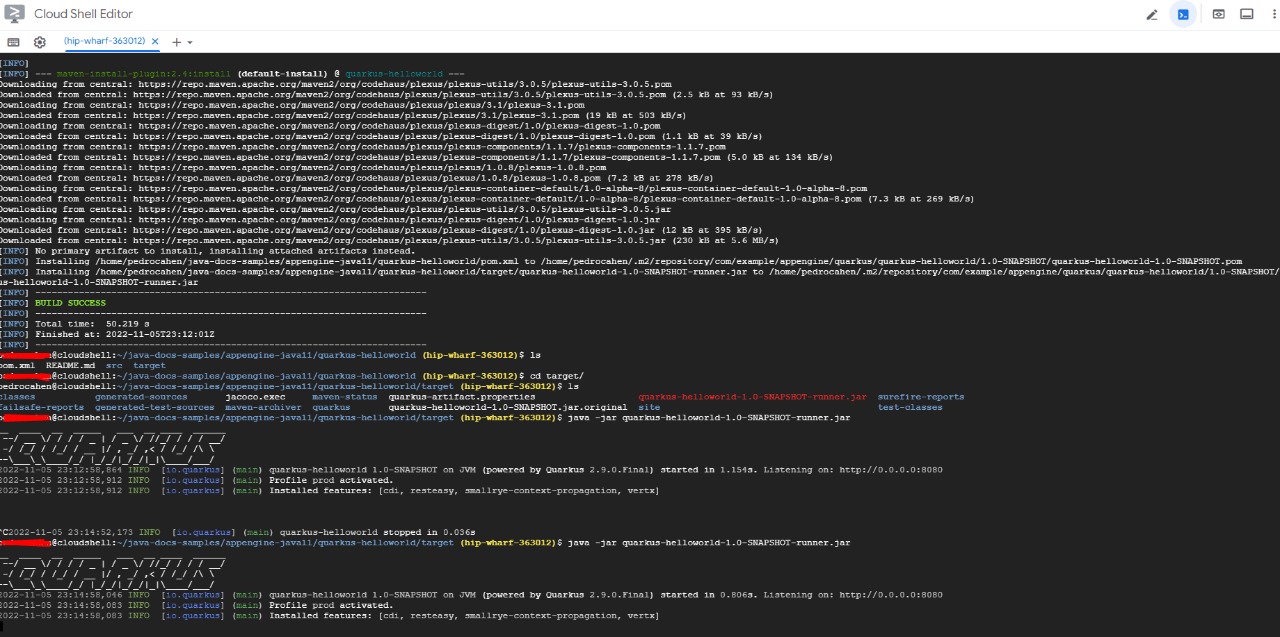 Cloud Shell Editor
(hip-wharf-363012)
[INFO]
[INFO] --- maven-install-plugin:2.4:install (default-install) @ quarkus-helloworld ---
Downloading from central: https://repo.maven.apache.org/maven2/org/codehaus/plexus/plexus-utils/3.0.5/plexus-utils-3.0.5.pom
Downloaded from central: https://repo.maven.apache.org/maven2/org/codehaus/plexus/plexus-utils/3.0.5/plexus-utils-3.0.5.pom (2.5 kB at 93 kB/s)
Downloading from central: https://repo.maven.apache.org/maven2/org/codehaus/plexus/plexus/3.1/plexus-3.1.pom
Downloaded from central: https://repo.maven.apache.org/maven2/org/codehaus/plexus/plexus/3.1/plexus-3.1.pom (19 kB at 503 kB/s)
Downloading from central: https://repo.maven.apache.org/maven2/org/codehaus/plexus/plexus-digest/1.0/plexus-digest-1.0.pom
Downloaded from central: https://repo.maven.apache.org/maven2/org/codehaus/plexus/plexus-digest/1.0/plexus-digest-1.0.pom (1.1 kB at 39 kB/s)
Downloading from central: https://repo.maven.apache.org/maven2/org/codehaus/plexus/plexus-components/1.1.7/plexus-components-1.1.7.pom
Downloaded from central: https://repo.maven.apache.org/maven2/org/codehaus/plexus/plexus-components/1.1.7/plexus-components-1.1.7.pom (5.0 kB at 134 kB/s)
Downloading from central: https://repo.maven.apache.org/maven2/org/codehaus/plexus/plexus/1.0.8/plexus-1.0.8.pom
Downloaded from central: https://repo.maven.apache.org/maven2/org/codehaus/plexus/plexus/1.0.8/plexus-1.0.8.pom (7.2 kB at 278 kB/s)
Downloading from central: https://repo.maven.apache.org/maven2/org/codehaus/plexus/plexus-container-default/1.0-alpha-8/plexus-container-default-1.0-alpha-8.pom
Downloaded from central: https://repo.maven.apache.org/maven2/org/codehaus/plexus/plexus-container-default/1.0-alpha-8/plexus-container-default-1.0-alpha-8.pom (7.3 kB at 269 kB/s)
Downloading from central: https://repo.maven.apache.org/maven2/org/codehaus/plexus/plexus-utils/3.0.5/plexus-utils-3.0.5.jar
Downloading from central: https://repo.maven.apache.org/maven2/org/codehaus/plexus/plexus-digest/1.0/plexus-digest-1.0.jar
Downloaded from central: https://repo.maven.apache.org/maven2/org/codehaus/plexus/plexus-digest/1.0/plexus-digest-1.0.jar (12 kB at 395 kB/s)
Downloaded from central: https://repo.maven.apache.org/maven2/org/codehaus/plexus/plexus-utils/3.0.5/plexus-utils-3.0.5.jar (230 kB at 5.6 MB/s)
[INFO] No primary artifact to install, installing attached artifacts instead.
[INFO] Installing /home/pedrocahen/java-docs-samples/appengine-java11/quarkus-helloworld/pom.xml to /home/pedrocahen/.m2/repository/com/example/appengine/quarkus/quarkus-helloworld/1.0-SNAPSHOT/quarkus-helloworld-1.0-SNAPSHOT.pom
[INFO] Installing /home/pedrocahen/java-docs-samples/appengine-java11/quarkus-helloworld/target/quarkus-helloworld-1.0-SNAPSHOT-runner.jar to /home/pedrocahen/.m2/repository/com/example/appengine/quarkus/quarkus-helloworld/1.0-SNAPSHOT/
us-helloworld-1.0-SNAPSHOT-runner.jar
[INFO] ------------------------------------------------------------------------
[INFO] BUILD SUCCESS
[INFO] ------------------------------------------------------------------------
[INFO] Total time:  50.219 s
[INFO] Finished at: 2022-11-05T23:12:01Z
[INFO] ------------------------------------------------------------------------
@cloudshell:~/java-docs-samples/appengine-java11/quarkus-helloworld (hip-wharf-363012)$ ls
pom.xml  README.md  src  target
@cloudshell:~/java-docs-samples/appengine-java11/quarkus-helloworld (hip-wharf-363012)$ cd target/
pedrocahen@cloudshell:~/java-docs-samples/appengine-java11/quarkus-helloworld/target (hip-wharf-363012)$ ls
classes generated-sources jacoco.exec maven-status quarkus-artifact.properties quarkus-helloworld-1.0-SNAPSHOT-runner.jar surefire-reports
failsafe-reports generated-test-sources maven-archiver quarkus quarkus-helloworld-1.0-SNAPSHOT.jar.original site test-classes
@cloudshell:~/java-docs-samples/appengine-java11/quarkus-helloworld/target (hip-wharf-363012)$ java -jar quarkus-helloworld-1.0-SNAPSHOT-runner.jar
2022-11-05 23:12:58,864 INFO  [io.quarkus] (main) quarkus-helloworld 1.0-SNAPSHOT on JVM (powered by Quarkus 2.9.0.Final) started in 1.154s. Listening on: http://0.0.0.0:8080
2022-11-05 23:12:58,912 INFO  [io.quarkus] (main) Profile prod activated.
2022-11-05 23:12:58,912 INFO  [io.quarkus] (main) Installed features: [cdi, resteasy, smallrye-context-propagation, vertx]
^C2022-11-05 23:14:52,173 INFO  [io.quarkus] (main) quarkus-helloworld stopped in 0.036s
@cloudshell:~/java-docs-samples/appengine-java11/quarkus-helloworld/target (hip-wharf-363012)$ java -jar quarkus-helloworld-1.0-SNAPSHOT-runner.jar
2022-11-05 23:14:58,046 INFO  [io.quarkus] (main) quarkus-helloworld 1.0-SNAPSHOT on JVM (powered by Quarkus 2.9.0.Final) started in 0.806s. Listening on: http://0.0.0.0:8080
2022-11-05 23:14:58,083 INFO  [io.quarkus] (main) Profile prod activated.
2022-11-05 23:14:58,083 INFO  [io.quarkus] (main) Installed features: [cdi, resteasy, smallrye-context-propagation, vertx]